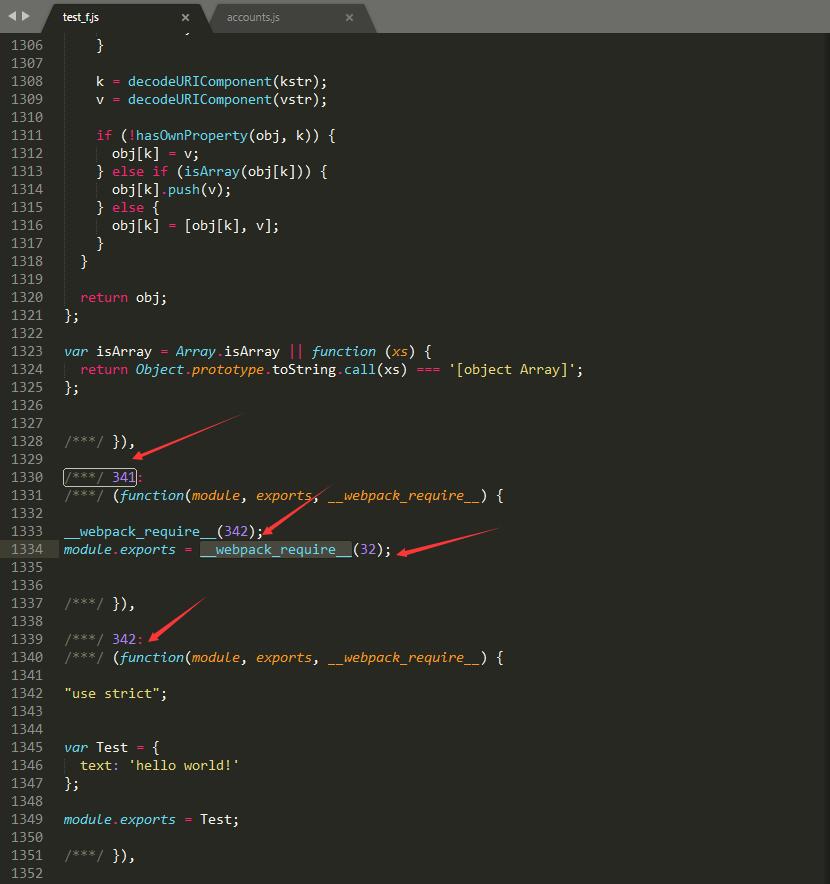 test_f.js × accounts.js ×
1306 }
1307
1308 k = decodeURIComponent(kstr);
1309 v = decodeURIComponent(vstr);
1310
1311 if (!hasOwnProperty(obj, k)) {
1312 obj[k] = v;
1313 } else if (isArray(obj[k])) {
1314 obj[k].push(v);
1315 } else {
1316 obj[k] = [obj[k], v];
1317 }
1318 }
1319
1320 return obj;
1321 };
1322
1323 var isArray = Array.isArray || function (xs) {
1324 return Object.prototype.toString.call(xs) === '[object Array]';
1325 };
1326
1327
1328 /***/ }),
1329
1330 /***/ 341:
1331 /***/ (function(module, exports, __webpack_require__) {
1332
1333 __webpack_require__(342);
1334 module.exports = __webpack_require__(32);
1335
1336
1337 /***/ }),
1338
1339 /***/ 342:
1340 /***/ (function(module, exports, __webpack_require__) {
1341
1342 "use strict";
1343
1344
1345 var Test = {
1346 text: 'hello world!'
1347 };
1348
1349 module.exports = Test;
1350
1351 /***/ }),
1352